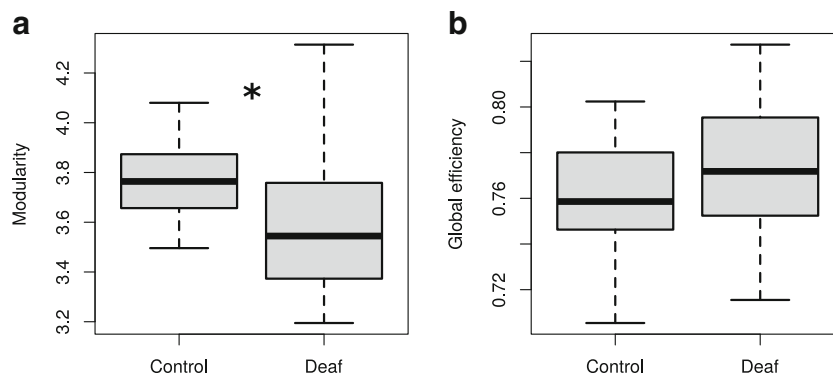 a
Modularity
4.2
4.0
3.8
3.6
3.4
3.2
*
Control
Deaf
b
Global efficiency
0.80
0.76
0.72
Control
Deaf